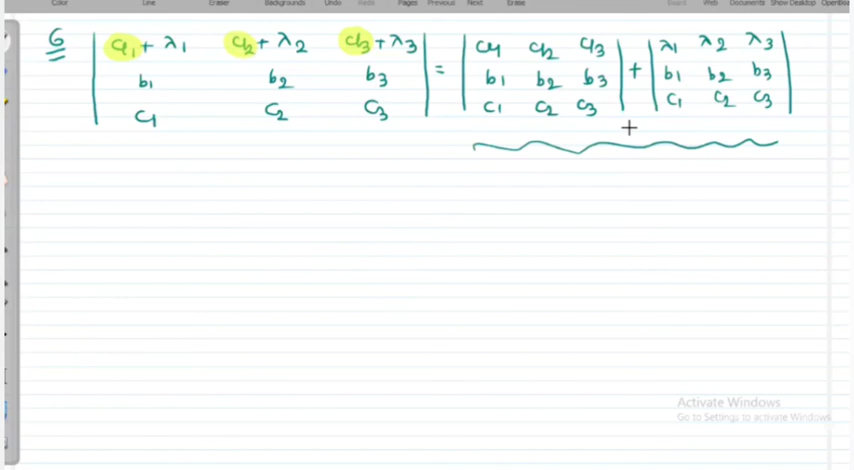 Color Line Eraser Backgrounds Undo Redo Pages Previous Next Erase Board Web Documents Show Desktop OpenBoa
6 | a1 + λ1 a2 + λ2 a3 + λ3 | = | a1 a2 a3 | + | λ1 λ2 λ3 |
b1 b2 b3 b1 b2 b3 b1 b2 b3
c1 c2 c3 c1 c2 c3 c1 c2 c3
Activate Windows
Go to Settings to activate Windows